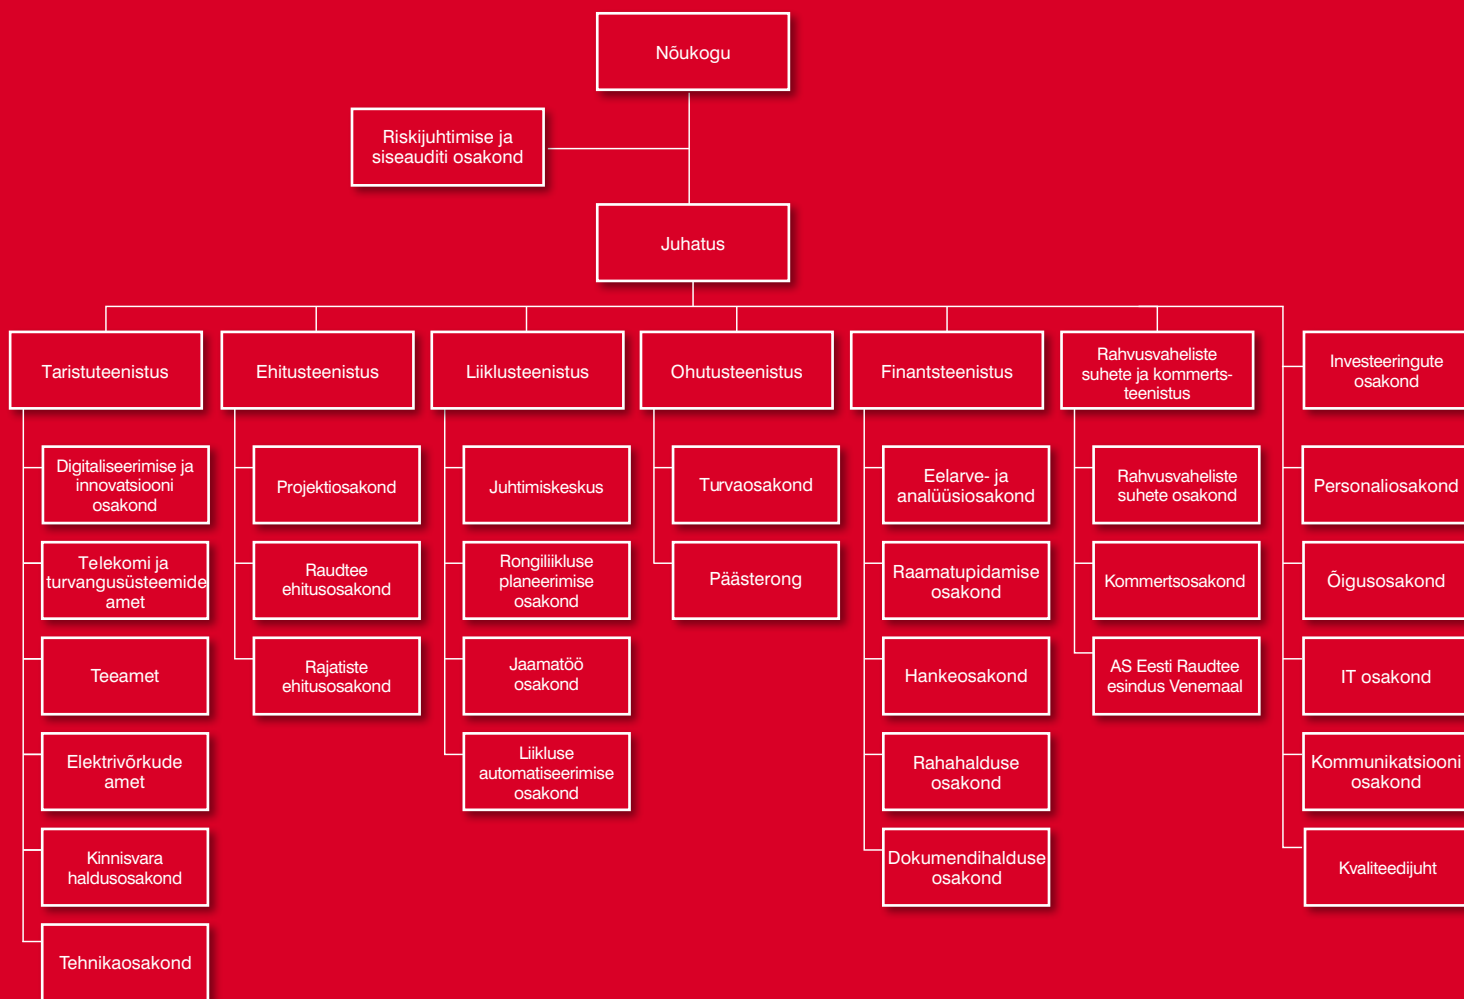 Nõukogu
Riskijuhtimise ja
siseauditi osakond
Juhatus
Taristuteenistus
Ehitusteenistus
Liiklusteenistus
Ohutusteenistus
Finantsteenistus
Rahvusvaheliste
suhete ja kommerts-
teenistus
Investeeringute
osakond
Digitaliseerimise ja
innovatsiooni
osakond
Telekomi ja
turvangusüsteemide
amet
Teeamet
Elektrivõrkude
amet
Kinnisvara
haldusosakond
Tehnikaosakond
Projektiosakond
Raudtee
ehitusosakond
Rajatiste
ehitusosakond
Juhtimiskeskus
Rongiliikluse
planeerimise
osakond
Jaamatöö
osakond
Liikluse
automatiseerimise
osakond
Turvaosakond
Päästerong
Eelarve- ja
analüüsiosakond
Raamatupidamise
osakond
Hankeosakond
Rahahalduse
osakond
Dokumendihalduse
osakond
Rahvusvaheliste
suhete osakond
Kommertsosakond
AS Eesti Raudtee
esindus Venemaal
Personaliosakond
Õigusosakond
IT osakond
Kommunikatsiooni
osakond
Kvaliteedijuht